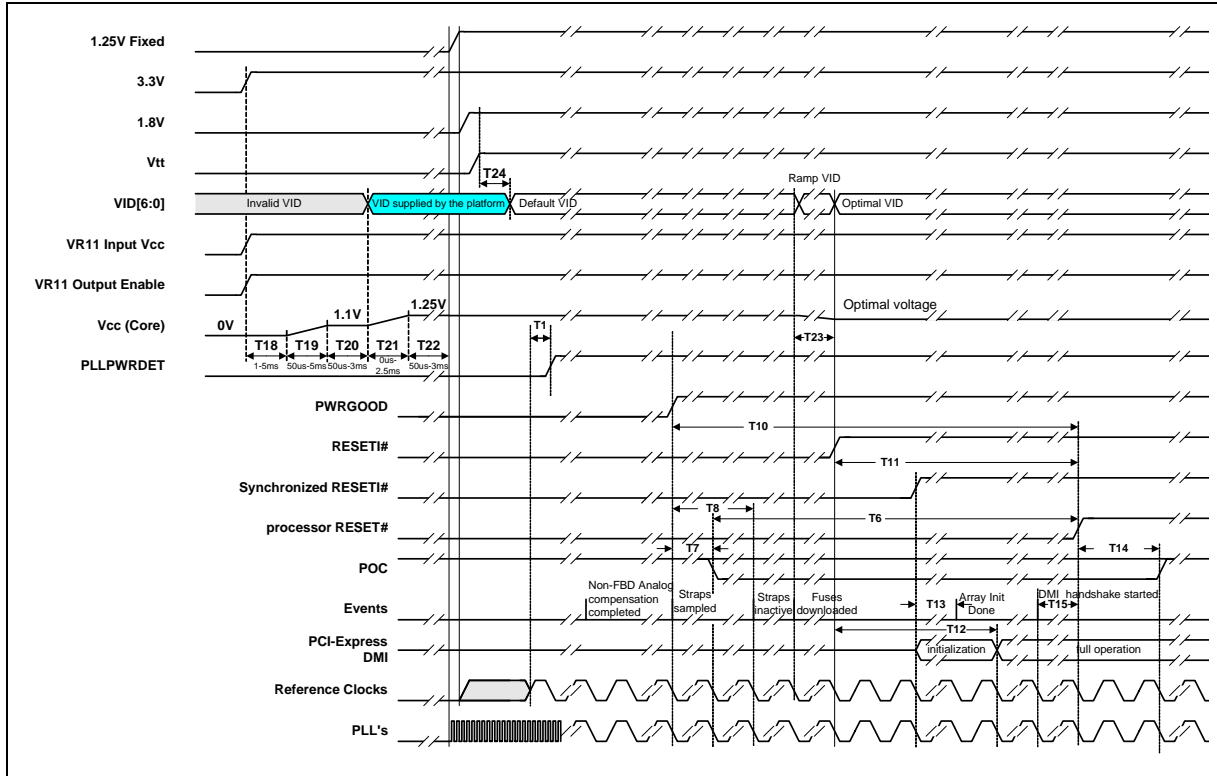 1.25V Fixed
3.3V
1.8V
Vtt
T24
Ramp VID
VID[6:0]
Invalid VID
VID supplied by the platform
Default VID
Optimal VID
VR11 Input Vcc
VR11 Output Enable
Vcc (Core)
0V
1.1V
1.25V
Optimal voltage
T1
T23
T18
T19
T20
T21
T22
1-5ms
50us-5ms
50us-3ms
0us-
2.5ms
50us-3ms
PLLPWRDET
PWRGOOD
T10
RESETI#
T11
Synchronized RESETI#
T8
processor RESET#
T6
T7
T14
POC
Events
Non-FBD Analog
compensation
completed
Straps
sampled
Straps
inactive
Fuses
downloaded
T13
Array Init
Done
DMI handshake started
T15
T12
PCI-Express
DMI
initialization
full operation
Reference Clocks
PLL's